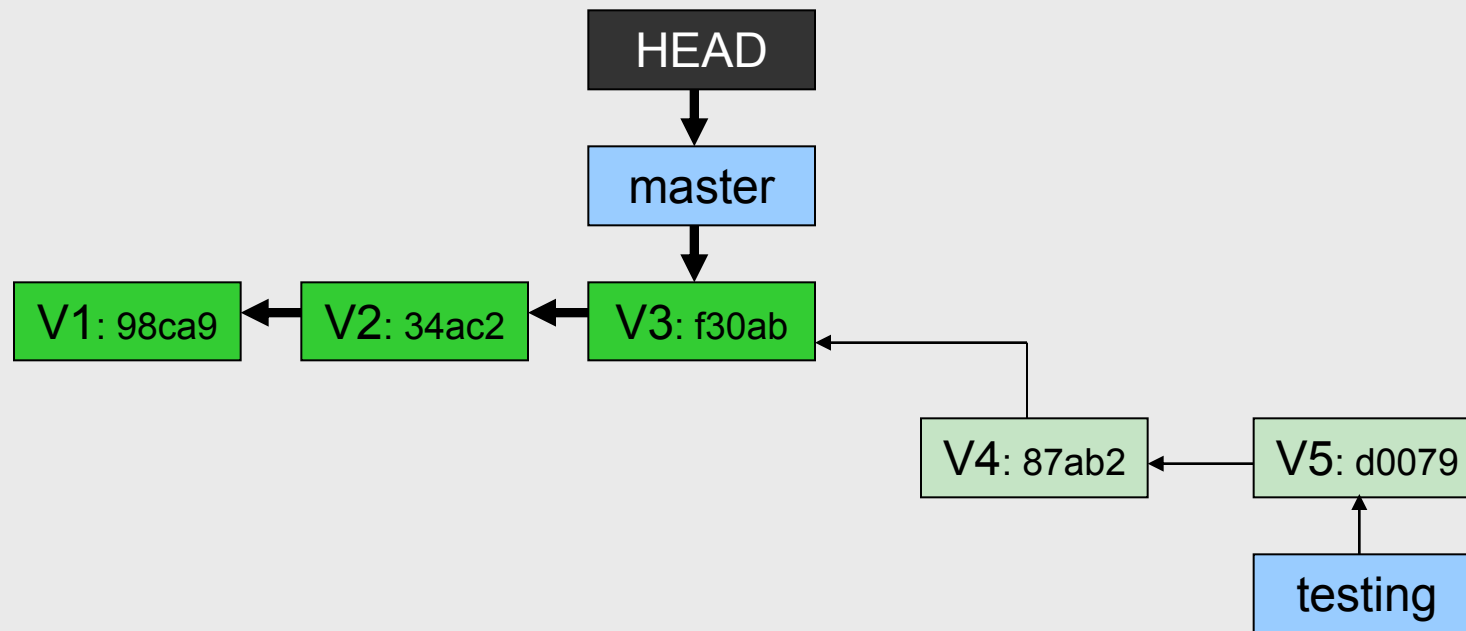 HEAD
master
V1: 98ca9
V2: 34ac2
V3: f30ab
V4: 87ab2
V5: d0079
testing